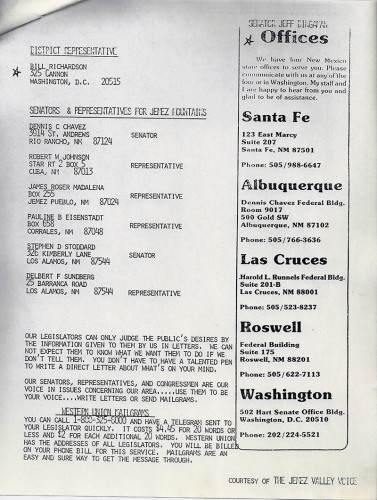 DISTRICT REPRESENTATIVE
BILL RICHARDSON
325 CANNON
WASHINGTON, D.C. 20515
SENATORS & REPRESENTATIVES FOR JEMEZ MOUNTAINS
DENNIS C CHAVEZ
3914 ST. ANDREWS SENATOR
RIO RANCHO, NM 87124
ROBERT W JOHNSON
STAR RT 2 BOX 5 REPRESENTATIVE
CUBA, NM 87013
JAMES ROGER MADALENA
BOX 255 REPRESENTATIVE
JEMEZ PUEBLO, NM 87024
PAULINE B EISENSTADT
BOX 658 REPRESENTATIVE
CORRALES, NM 87048
STEPHEN D STODDARD
326 KIMBERLY LANE SENATOR
LOS ALAMOS, NM 87544
DELBERT F SUNDBERG
25 BARRANCA ROAD REPRESENTATIVE
LOS ALAMOS, NM 87544
OUR LEGISLATORS CAN ONLY JUDGE THE PUBLIC'S DESIRES BY
THE INFORMATION GIVEN TO THEM BY US IN LETTERS. WE CAN
NOT EXPECT THEM TO KNOW WHAT WE WANT THEM TO DO IF WE
DON'T TELL THEM. YOU DON'T HAVE TO HAVE A TALENTED PEN
TO WRITE A DIRECT LETTER ABOUT WHAT'S ON YOUR MIND.
OUR SENATORS, REPRESENTATIVES, AND CONGRESSMEN ARE OUR
VOICE IN ISSUES CONCERNING OUR AREA....USE THEM TO BE
YOUR VOICE....WRITE LETTERS OR SEND MAILGRAMS.
WESTERN UNION MAILGRAMS
YOU CAN CALL 1-800-325-6000 AND HAVE A TELEGRAM SENT TO
YOUR LEGISLATOR QUICKLY. IT COSTS $4.45 FOR 20 WORDS OR
LESS AND $2 FOR EACH ADDITIONAL 20 WORDS. WESTERN UNION
HAS THE ADDRESSES OF ALL LEGISLATORS. YOU WILL BE BILLED
ON YOUR PHONE BILL FOR THIS SERVICE. MAILGRAMS ARE AN
EASY AND SURE WAY TO GET THE MESSAGE THROUGH.
SENATOR JEFF BINGAMAN
Offices
We have four New Mexico
state offices to serve you. Please
communicate with us at any of the
four or in Washington. My staff and
I are happy to hear from you and
glad to be of assistance.
Santa Fe
123 East Marcy
Suite 207
Santa Fe, NM 87501
Phone: 505/988-6647
Albuquerque
Dennis Chavez Federal Bldg.
Room 9017
500 Gold SW
Albuquerque, NM 87102
Phone: 505/766-3636
Las Cruces
Harold L. Runnels Federal Bldg.
Suite 201-B
Las Cruces, NM 88001
Phone: 505/523-8237
Roswell
Federal Building
Suite 175
Roswell, NM 88201
Phone: 505/622-7113
Washington
502 Hart Senate Office Bldg.
Washington, D.C. 20510
Phone: 202/224-5521
COURTESY OF THE JEMEZ VALLEY VOICE